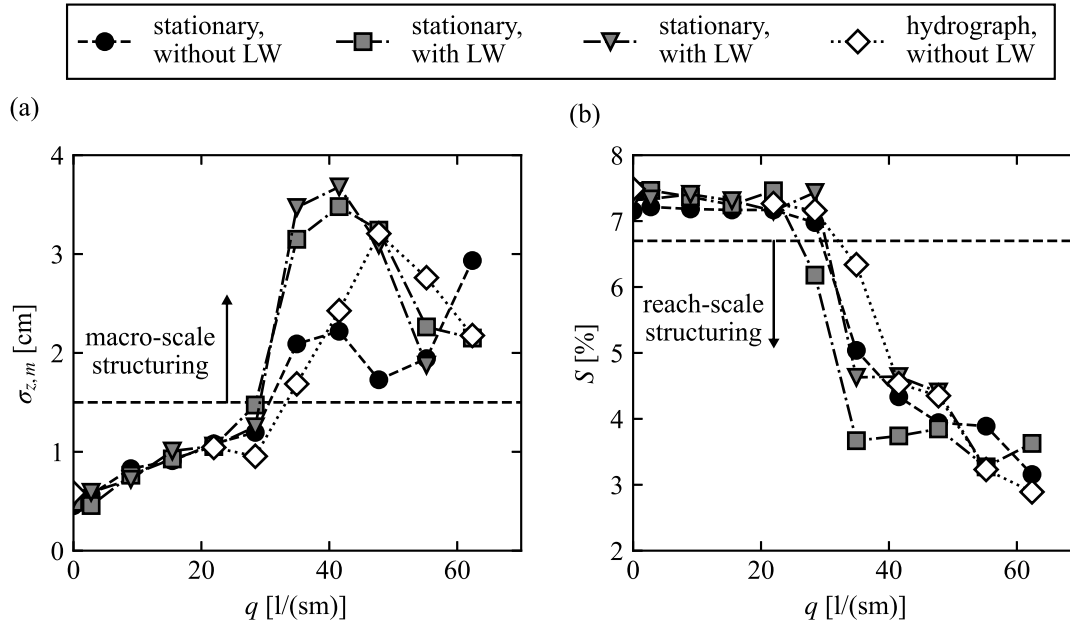 stationary,
without LW
stationary,
with LW
stationary,
with LW
hydrograph,
without LW
(a)
4
3
2
1
0
σz,m [cm]
macro-scale
structuring
0
20
40
60
q [l/(sm)]
(b)
8
7
6
5
4
3
2
S [%]
reach-scale
structuring
0
20
40
60
q [l/(sm)]